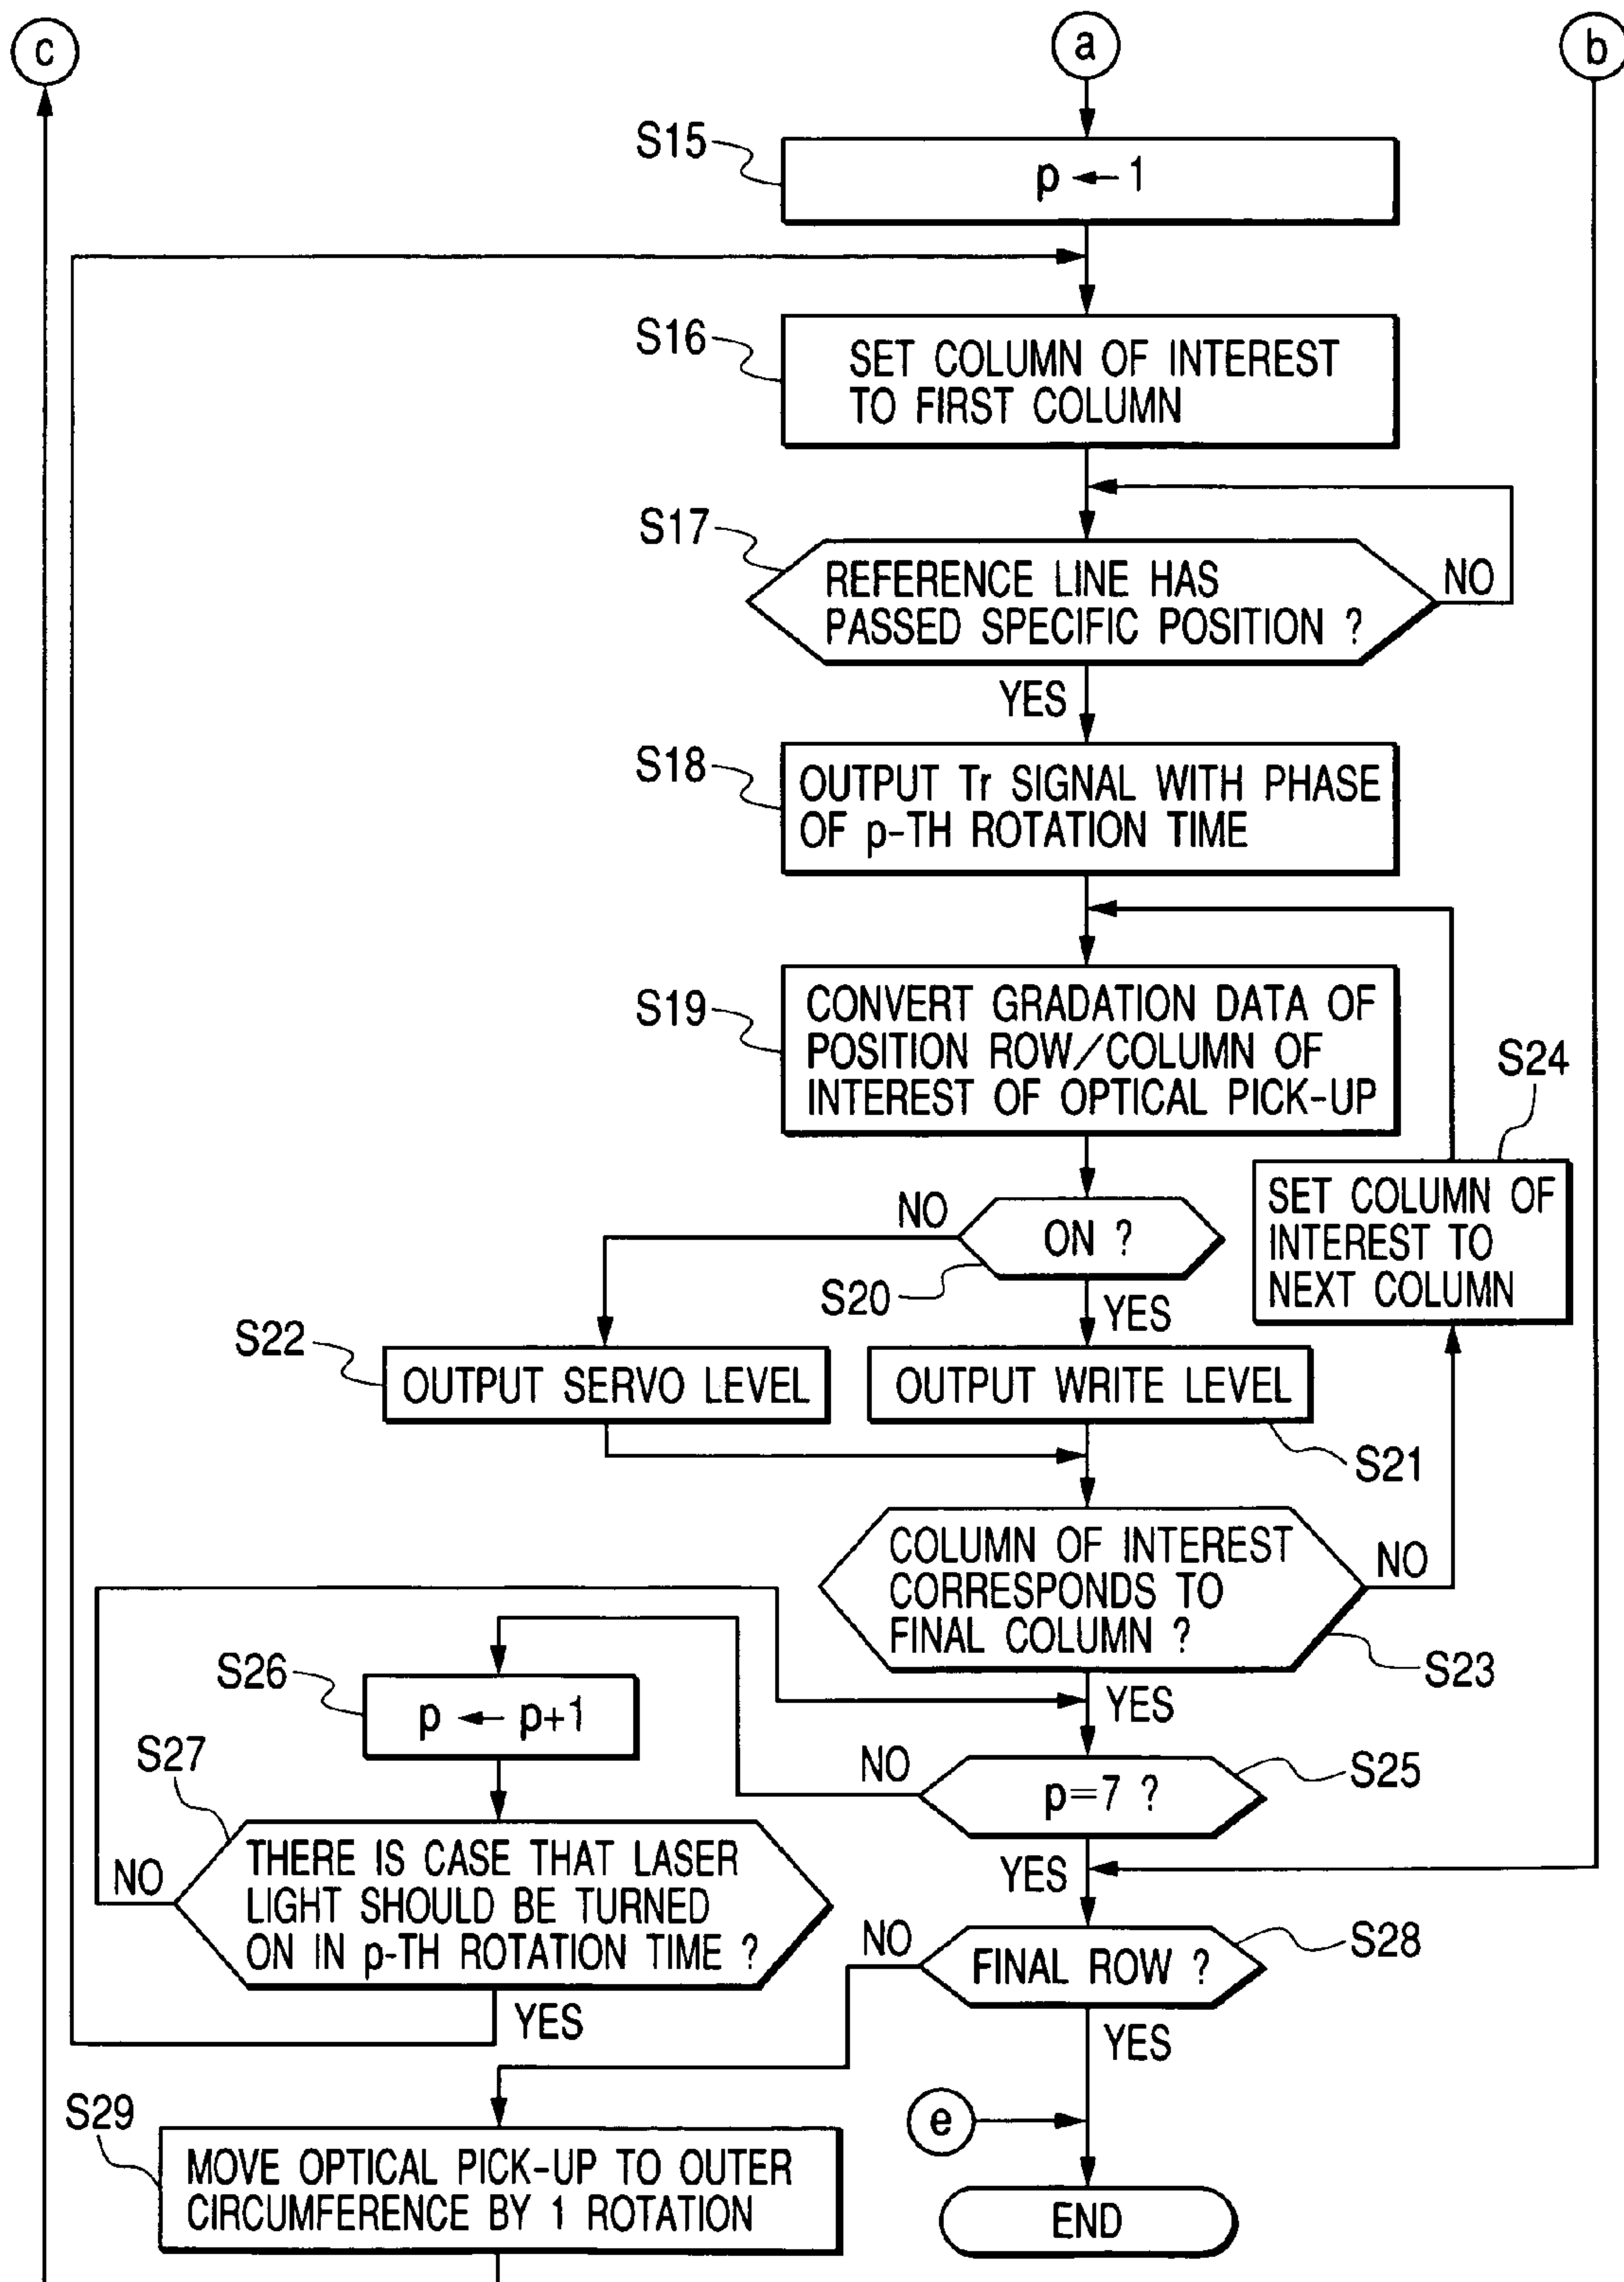 c
a
b
S15
p ← 1
S16
SET COLUMN OF INTEREST
TO FIRST COLUMN
S17
REFERENCE LINE HAS
PASSED SPECIFIC POSITION ?
NO
YES
S18
OUTPUT Tr SIGNAL WITH PHASE
OF p-TH ROTATION TIME
S19
CONVERT GRADATION DATA OF
POSITION ROW/COLUMN OF
INTEREST OF OPTICAL PICK-UP
S24
SET COLUMN OF
INTEREST TO
NEXT COLUMN
NO
ON ?
S20
YES
S22
OUTPUT SERVO LEVEL
OUTPUT WRITE LEVEL
S21
COLUMN OF INTEREST
CORRESPONDS TO
FINAL COLUMN ?
NO
S23
YES
S26
p ← p+1
S27
NO
p=7 ?
S25
THERE IS CASE THAT LASER
LIGHT SHOULD BE TURNED
ON IN p-TH ROTATION TIME ?
NO
YES
YES
NO
FINAL ROW ?
S28
YES
S29
MOVE OPTICAL PICK-UP TO OUTER
CIRCUMFERENCE BY 1 ROTATION
e
END